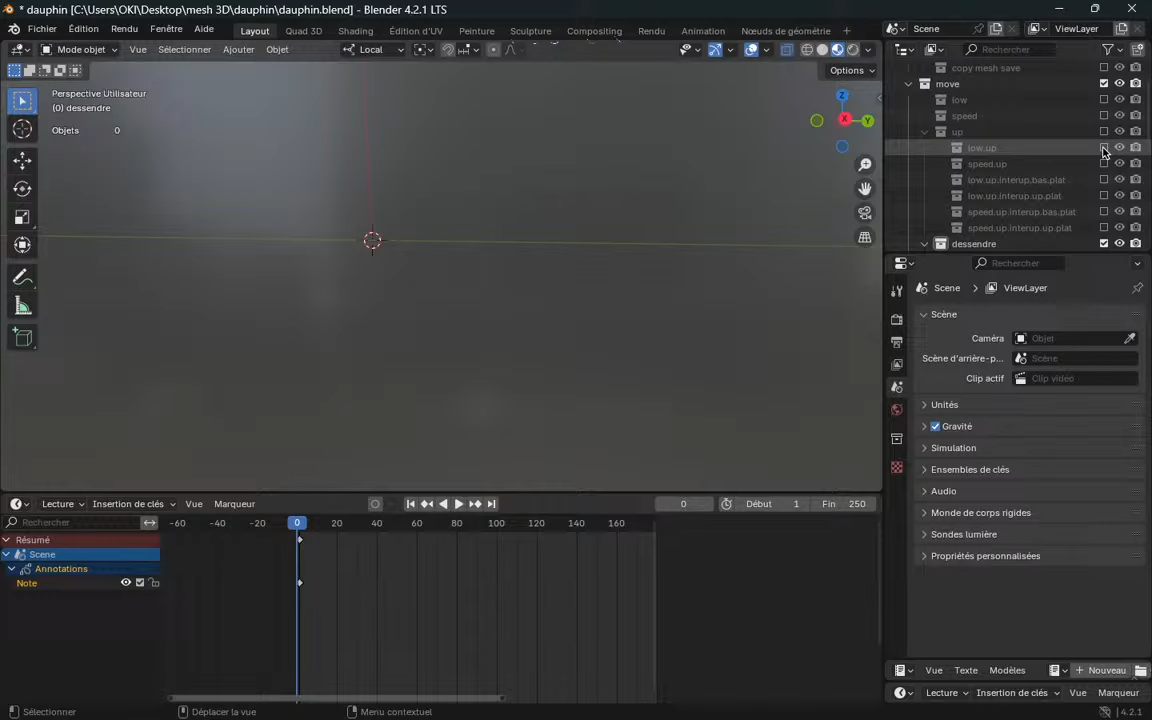 * dauphin [C:\Users\OKI\Desktop\mesh 3D\dauphin\dauphin.blend] - Blender 4.2.1 LTS
Fichier Édition Rendu Fenêtre Aide Layout Quad 3D Shading Édition d'UV Peinture Sculpture Compositing Rendu Animation Nœuds de géométrie + Scene ViewLayer
Mode objet Vue Sélectionner Ajouter Objet Local Rechercher
Options
copy mesh save
Perspective Utilisateur
(0) dessendre
Objets 0
Z
X
Y
move
low
speed
up
low.up
speed.up
low.up.interup.bas.plat
low.up.interup.up.plat
speed.up.interup.bas.plat
speed.up.interup.up.plat
dessendre
Rechercher
Scene > ViewLayer
Scène
Caméra Objet
Scène d'arrière-p... Scène
Clip actif Clip vidéo
Unités
Gravité
Simulation
Ensembles de clés
Audio
Monde de corps rigides
Sondes lumière
Propriétés personnalisées
Lecture Insertion de clés Vue Marqueur 0 Début 1 Fin 250
Rechercher -60 -40 -20 0 20 40 60 80 100 120 140 160
Résumé
Scene
Annotations
Note
Vue Texte Modèles + Nouveau
Lecture Insertion de clés Vue Marqueur
Sélectionner Déplacer la vue Menu contextuel 4.2.1